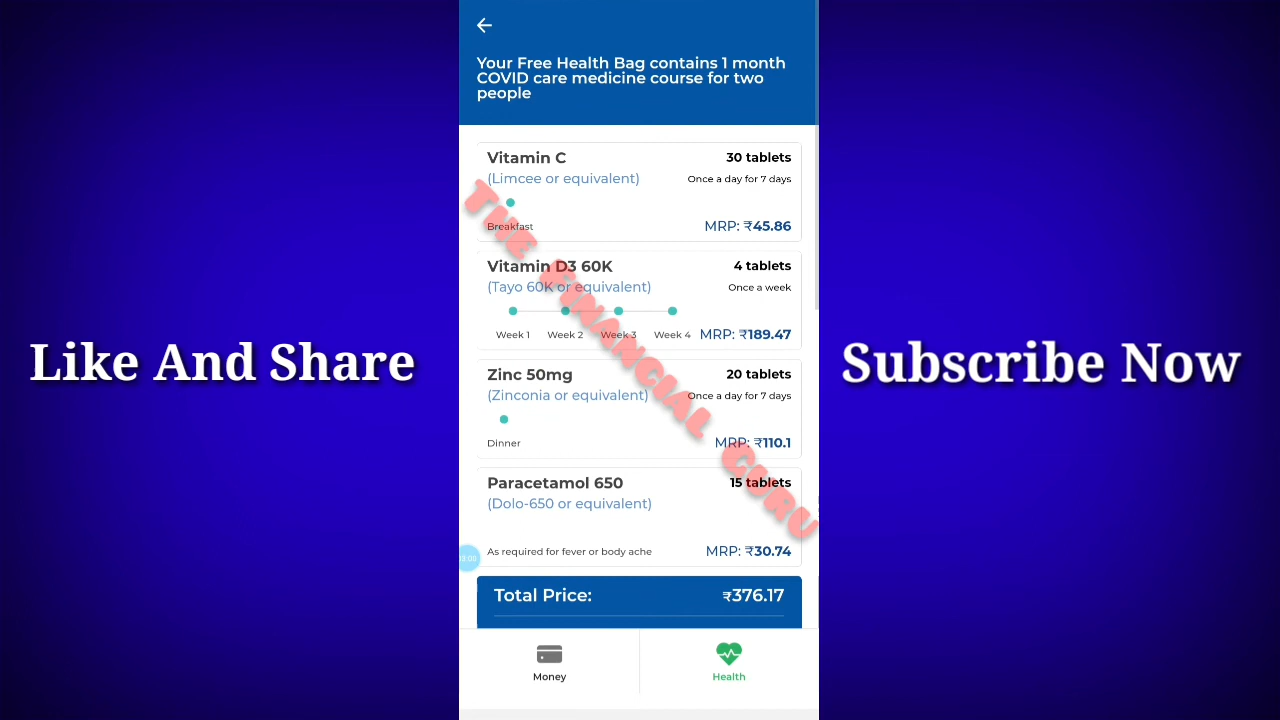 Your Free Health Bag contains 1 month
COVID care medicine course for two
people
Vitamin C
30 tablets
(Limcee or equivalent)
Once a day for 7 days
Breakfast
MRP: ₹45.86
Vitamin D3 60K
4 tablets
(Tayo 60K or equivalent)
Once a week
Week 1 Week 2 Week 3 Week 4
MRP: ₹189.47
Zinc 50mg
20 tablets
(Zinconia or equivalent)
Once a day for 7 days
Dinner
MRP: ₹110.1
Paracetamol 650
15 tablets
(Dolo-650 or equivalent)
As required for fever or body ache
MRP: ₹30.74
Total Price: ₹376.17
Money
Health
THE FINANCIAL GURU
Like And Share
Subscribe Now